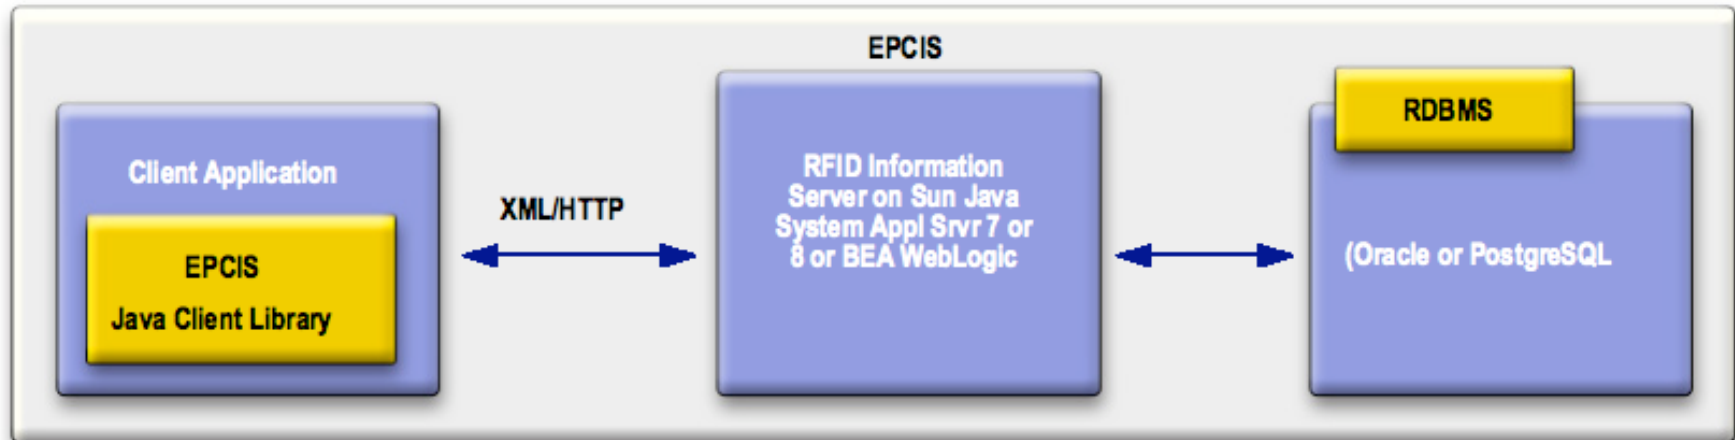 EPCIS
Client Application
EPCIS
Java Client Library
XML/HTTP
RFID Information
Server on Sun Java
System Appl Srvr 7 or
8 or BEA WebLogic
RDBMS
(Oracle or PostgreSQL